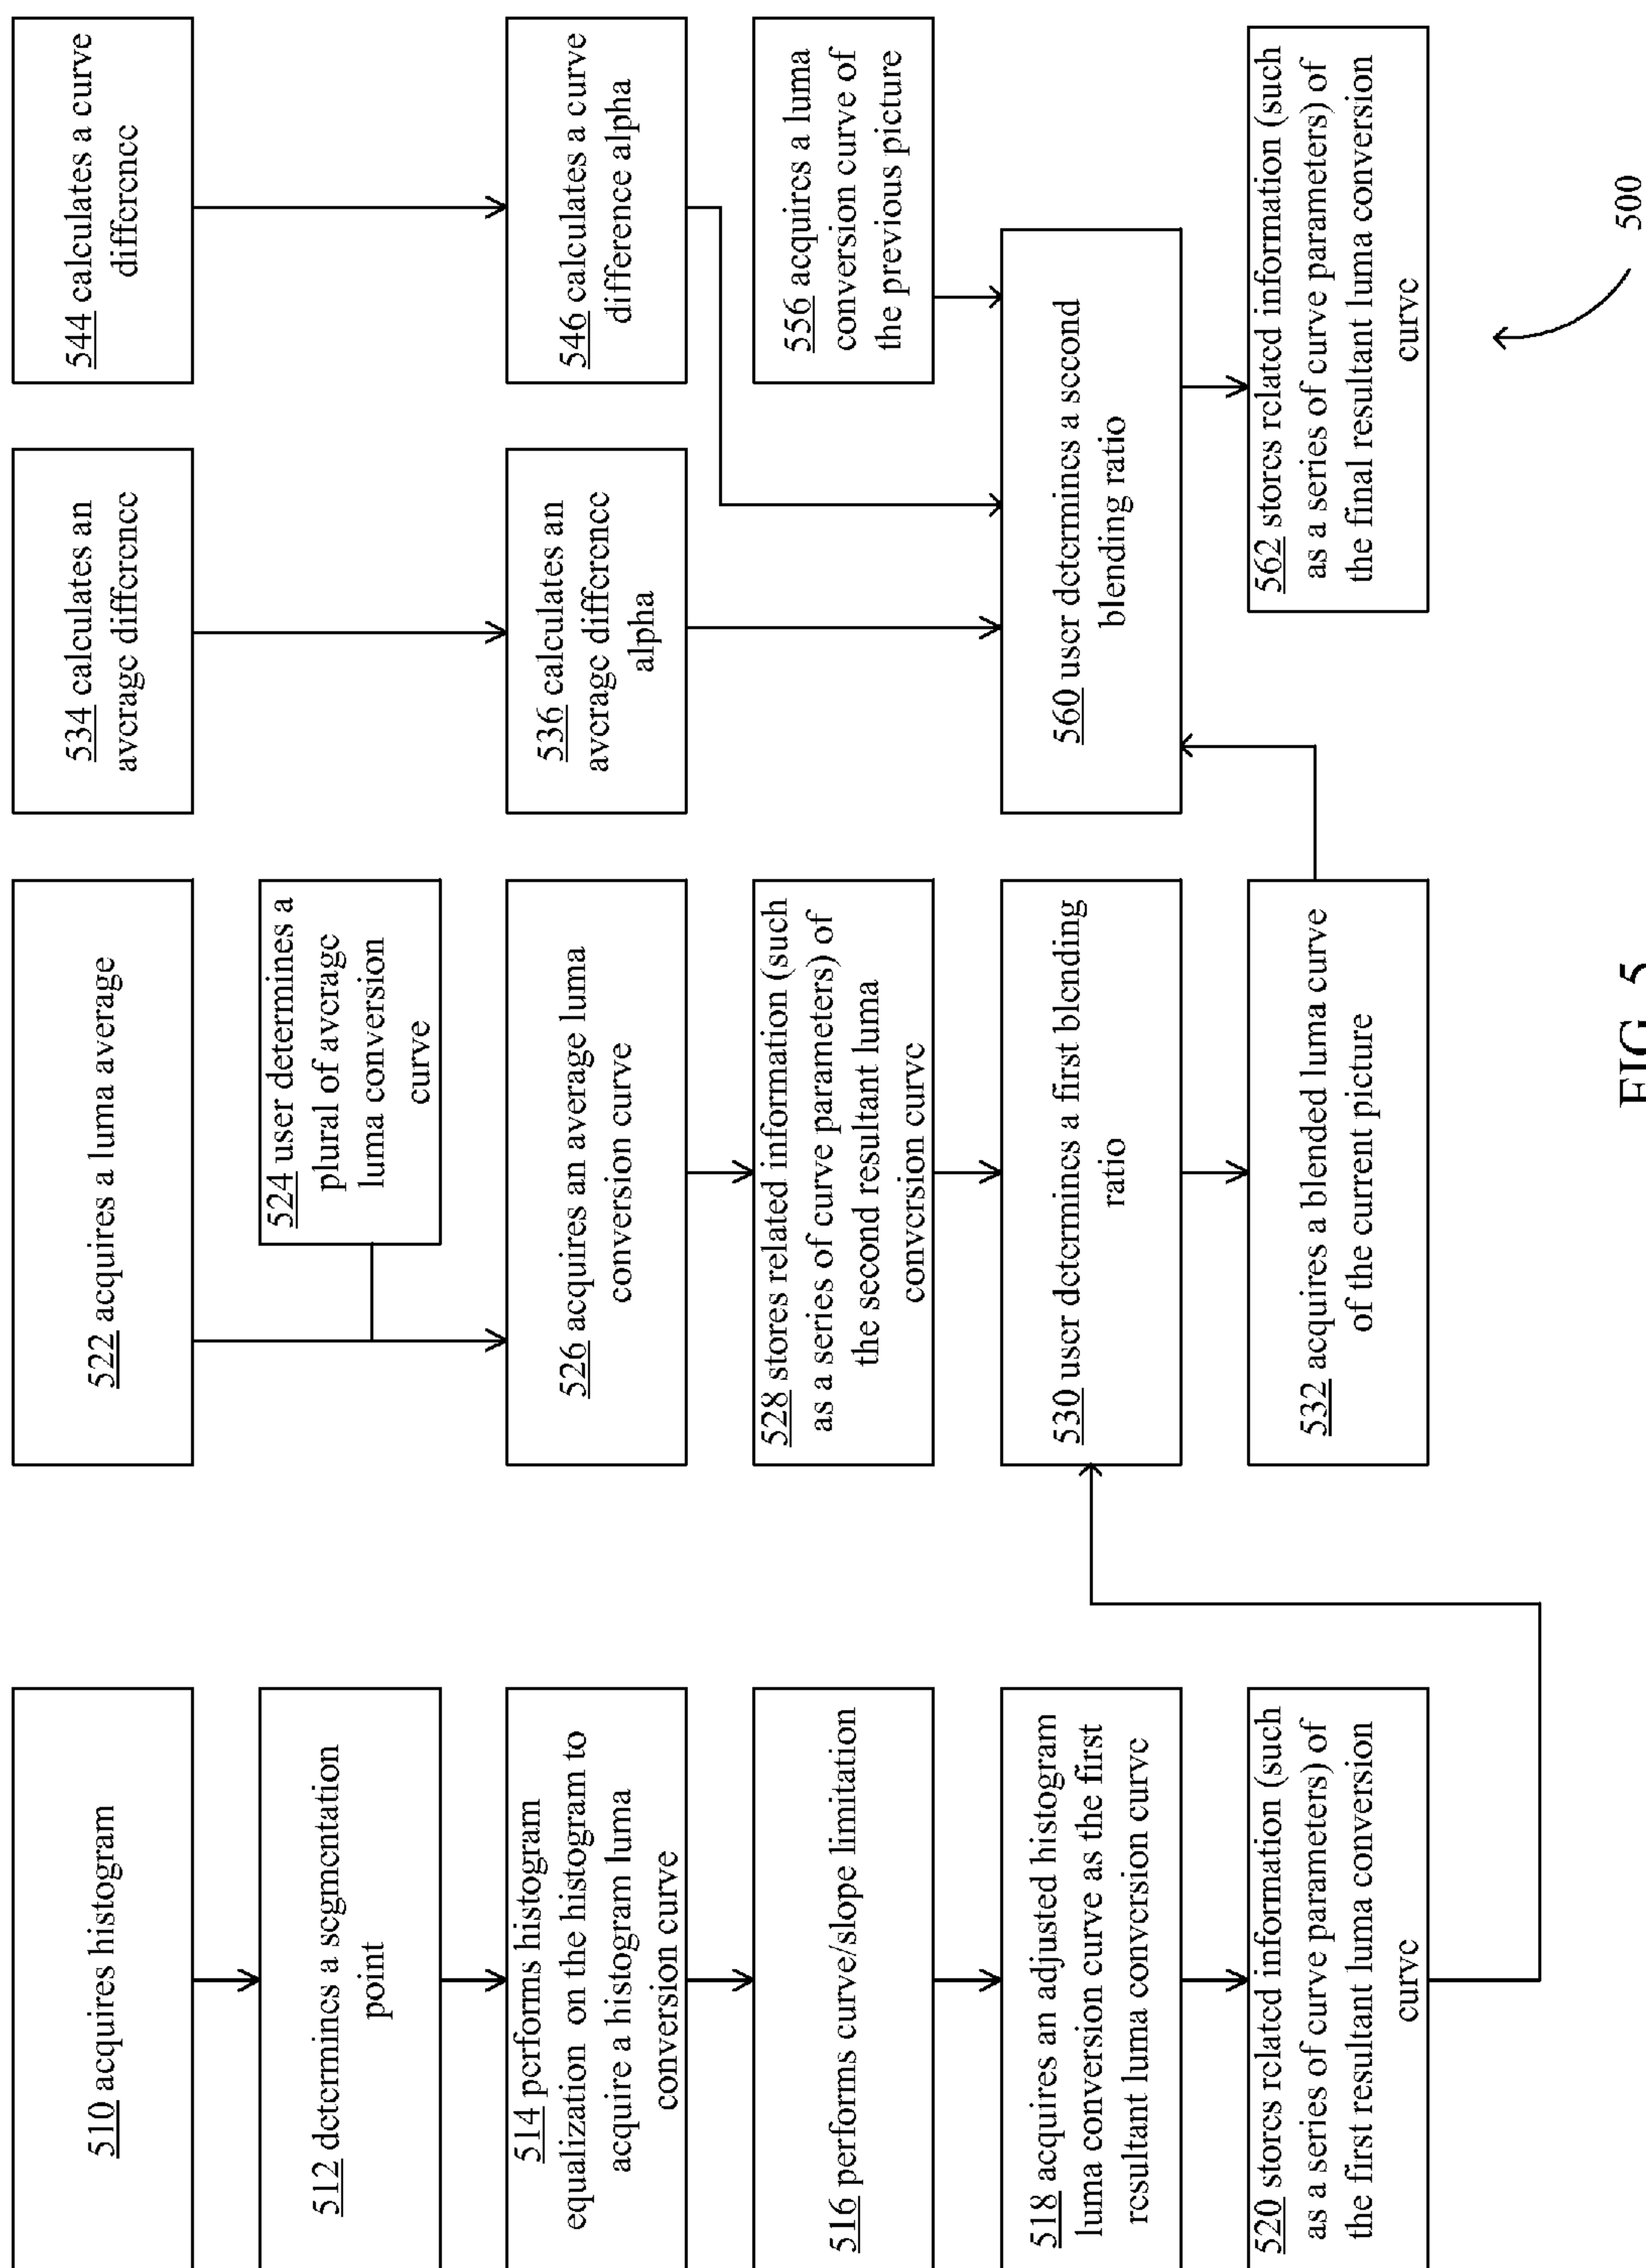 510 acquires histogram
512 determines a segmentation
point
514 performs histogram
equalization on the histogram to
acquire a histogram luma
conversion curve
516 performs curve/slope limitation
518 acquires an adjusted histogram
luma conversion curve as the first
resultant luma conversion curve
520 stores related information (such
as a series of curve parameters) of
the first resultant luma conversion
curve
522 acquires a luma average
524 user determines a
plural of average
luma conversion
curve
526 acquires an average luma
conversion curve
528 stores related information (such
as a series of curve parameters) of
the second resultant luma
conversion curve
530 user determines a first blending
ratio
532 acquires a blended luma curve
of the current picture
534 calculates an
average difference
536 calculates an
average difference
alpha
544 calculates a curve
difference
546 calculates a curve
difference alpha
556 acquires a luma
conversion curve of
the previous picture
560 user determines a second
blending ratio
562 stores related information (such
as a series of curve parameters) of
the final resultant luma conversion
curve
500
FIG. 5